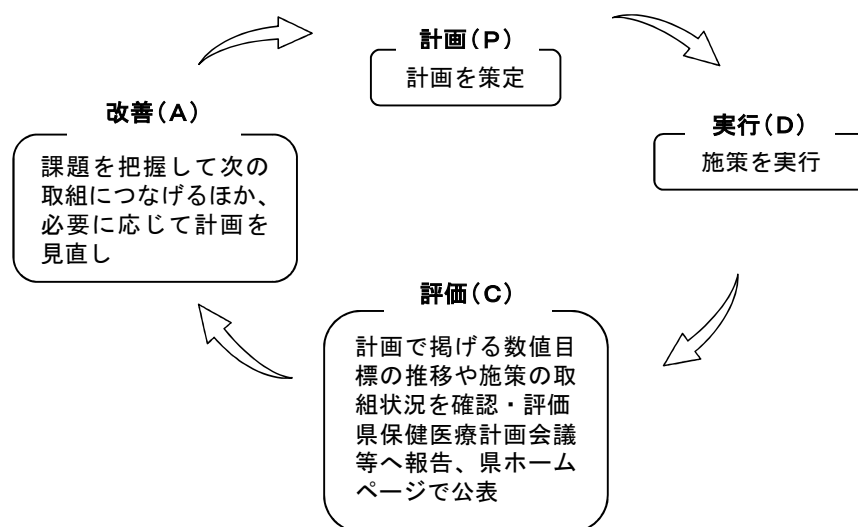 計画(P)
計画を策定
実行(D)
施策を実行
評価(C)
計画で掲げる数値目
標の推移や施策の取
組状況を確認・評価
県保健医療計画会議
等へ報告、県ホーム
ページで公表
改善(A)
課題を把握して次の
取組につなげるほか、
必要に応じて計画を
見直し